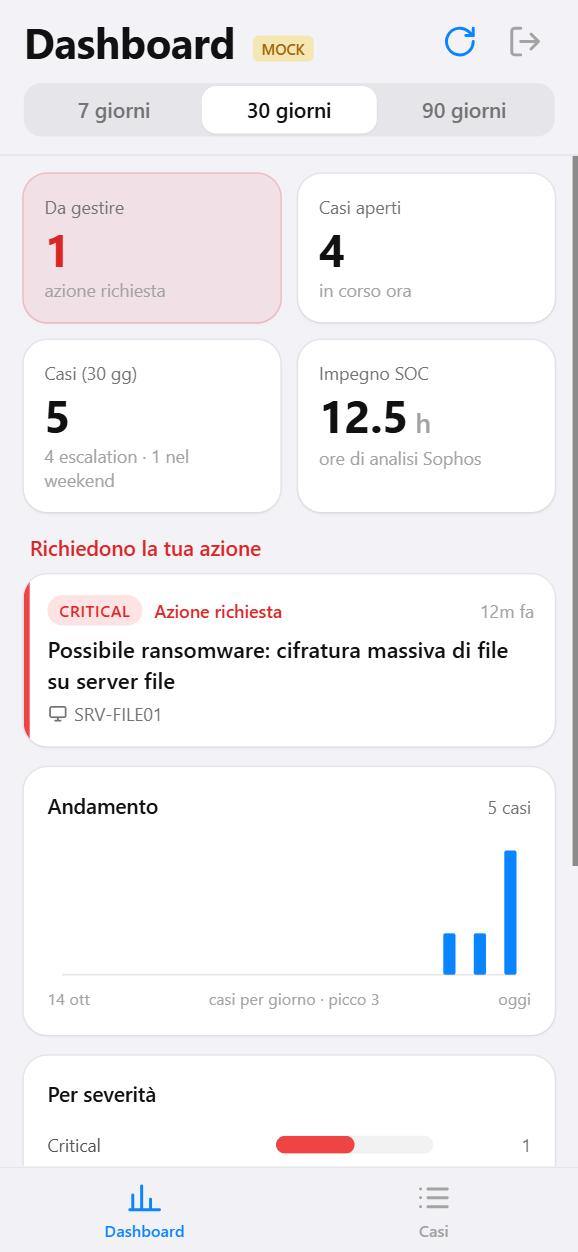 Dashboard MOCK
7 giorni 30 giorni 90 giorni
Da gestire
1
azione richiesta
Casi aperti
4
in corso ora
Casi (30 gg)
5
4 escalation · 1 nel
weekend
Impegno SOC
12.5 h
ore di analisi Sophos
Richiedono la tua azione
CRITICAL Azione richiesta 12m fa
Possibile ransomware: cifratura massiva di file
su server file
SRV-FILE01
Andamento 5 casi
14 ott casi per giorno · picco 3 oggi
Per severità
Critical 1
Dashboard Casi